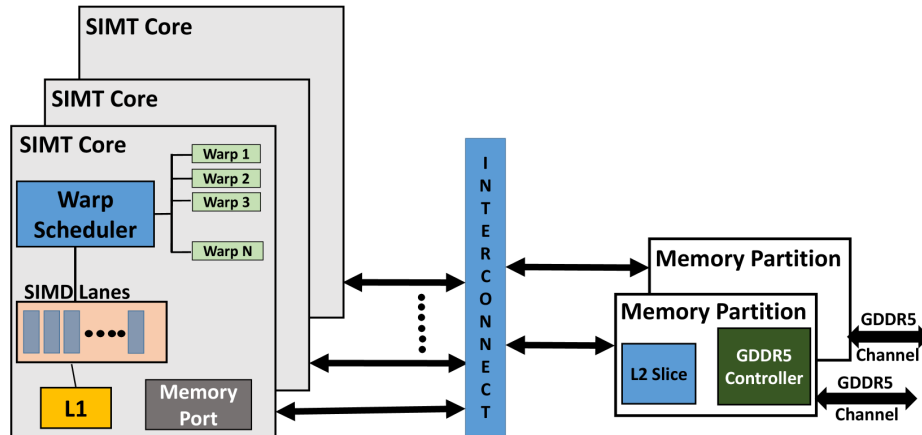 SIMT Core
SIMT Core
SIMT Core
Warp 1
Warp 2
Warp 3
Warp N
Warp
Scheduler
SIMD Lanes
L1
Memory
Port
INTERCONNECT
Memory Partition
Memory Partition
L2 Slice
GDDR5
Controller
GDDR5
Channel
GDDR5
Channel